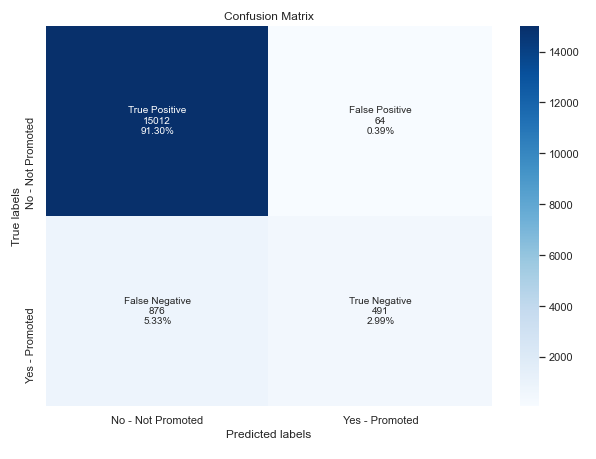 Confusion Matrix
True labels
No - Not Promoted
Yes - Promoted
True Positive
15012
91.30%
False Positive
64
0.39%
False Negative
876
5.33%
True Negative
491
2.99%
No - Not Promoted
Yes - Promoted
Predicted labels
14000
12000
10000
8000
6000
4000
2000